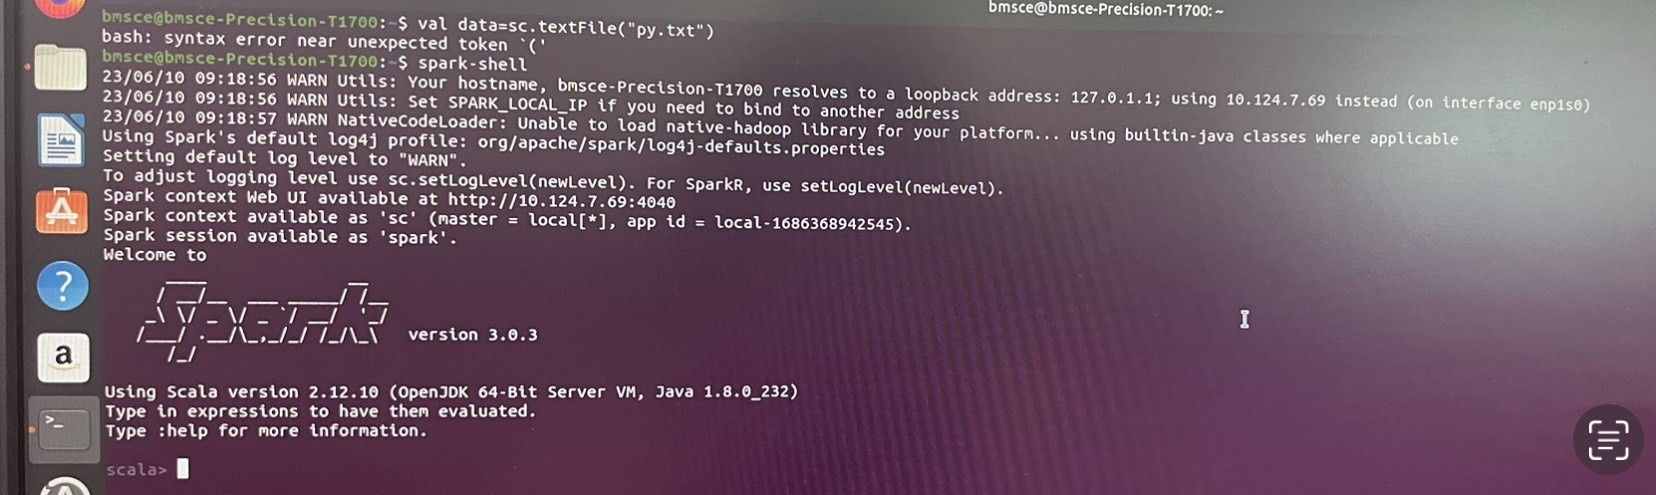 bmsce@bmsce-Precision-T1700: ~
bmsce@bmsce-Precision-T1700:~$ val data=sc.textFile("py.txt")
bash: syntax error near unexpected token `('
bmsce@bmsce-Precision-T1700:~$ spark-shell
23/06/10 09:18:56 WARN Utils: Your hostname, bmsce-Precision-T1700 resolves to a loopback address: 127.0.1.1; using 10.124.7.69 instead (on interface enp1s0)
23/06/10 09:18:56 WARN Utils: Set SPARK_LOCAL_IP if you need to bind to another address
23/06/10 09:18:57 WARN NativeCodeLoader: Unable to load native-hadoop library for your platform... using builtin-java classes where applicable
Using Spark's default log4j profile: org/apache/spark/log4j-defaults.properties
Setting default log level to "WARN".
To adjust logging level use sc.setLogLevel(newLevel). For SparkR, use setLogLevel(newLevel).
Spark context Web UI available at http://10.124.7.69:4040
Spark context available as 'sc' (master = local[*], app id = local-1686368942545).
Spark session available as 'spark'.
Welcome to
Spark version 3.0.3
Using Scala version 2.12.10 (OpenJDK 64-Bit Server VM, Java 1.8.0_232)
Type in expressions to have them evaluated.
Type :help for more information.
scala>